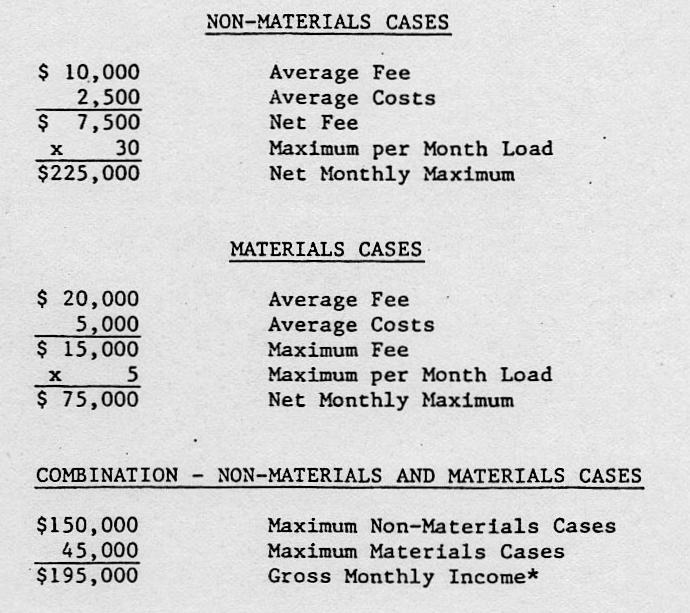 NON-MATERIALS CASES
$ 10,000 Average Fee
2,500 Average Costs
$ 7,500 Net Fee
x 30 Maximum per Month Load
$225,000 Net Monthly Maximum
MATERIALS CASES
$ 20,000 Average Fee
5,000 Average Costs
$ 15,000 Maximum Fee
x 5 Maximum per Month Load
$ 75,000 Net Monthly Maximum
COMBINATION - NON-MATERIALS AND MATERIALS CASES
$150,000 Maximum Non-Materials Cases
45,000 Maximum Materials Cases
$195,000 Gross Monthly Income*